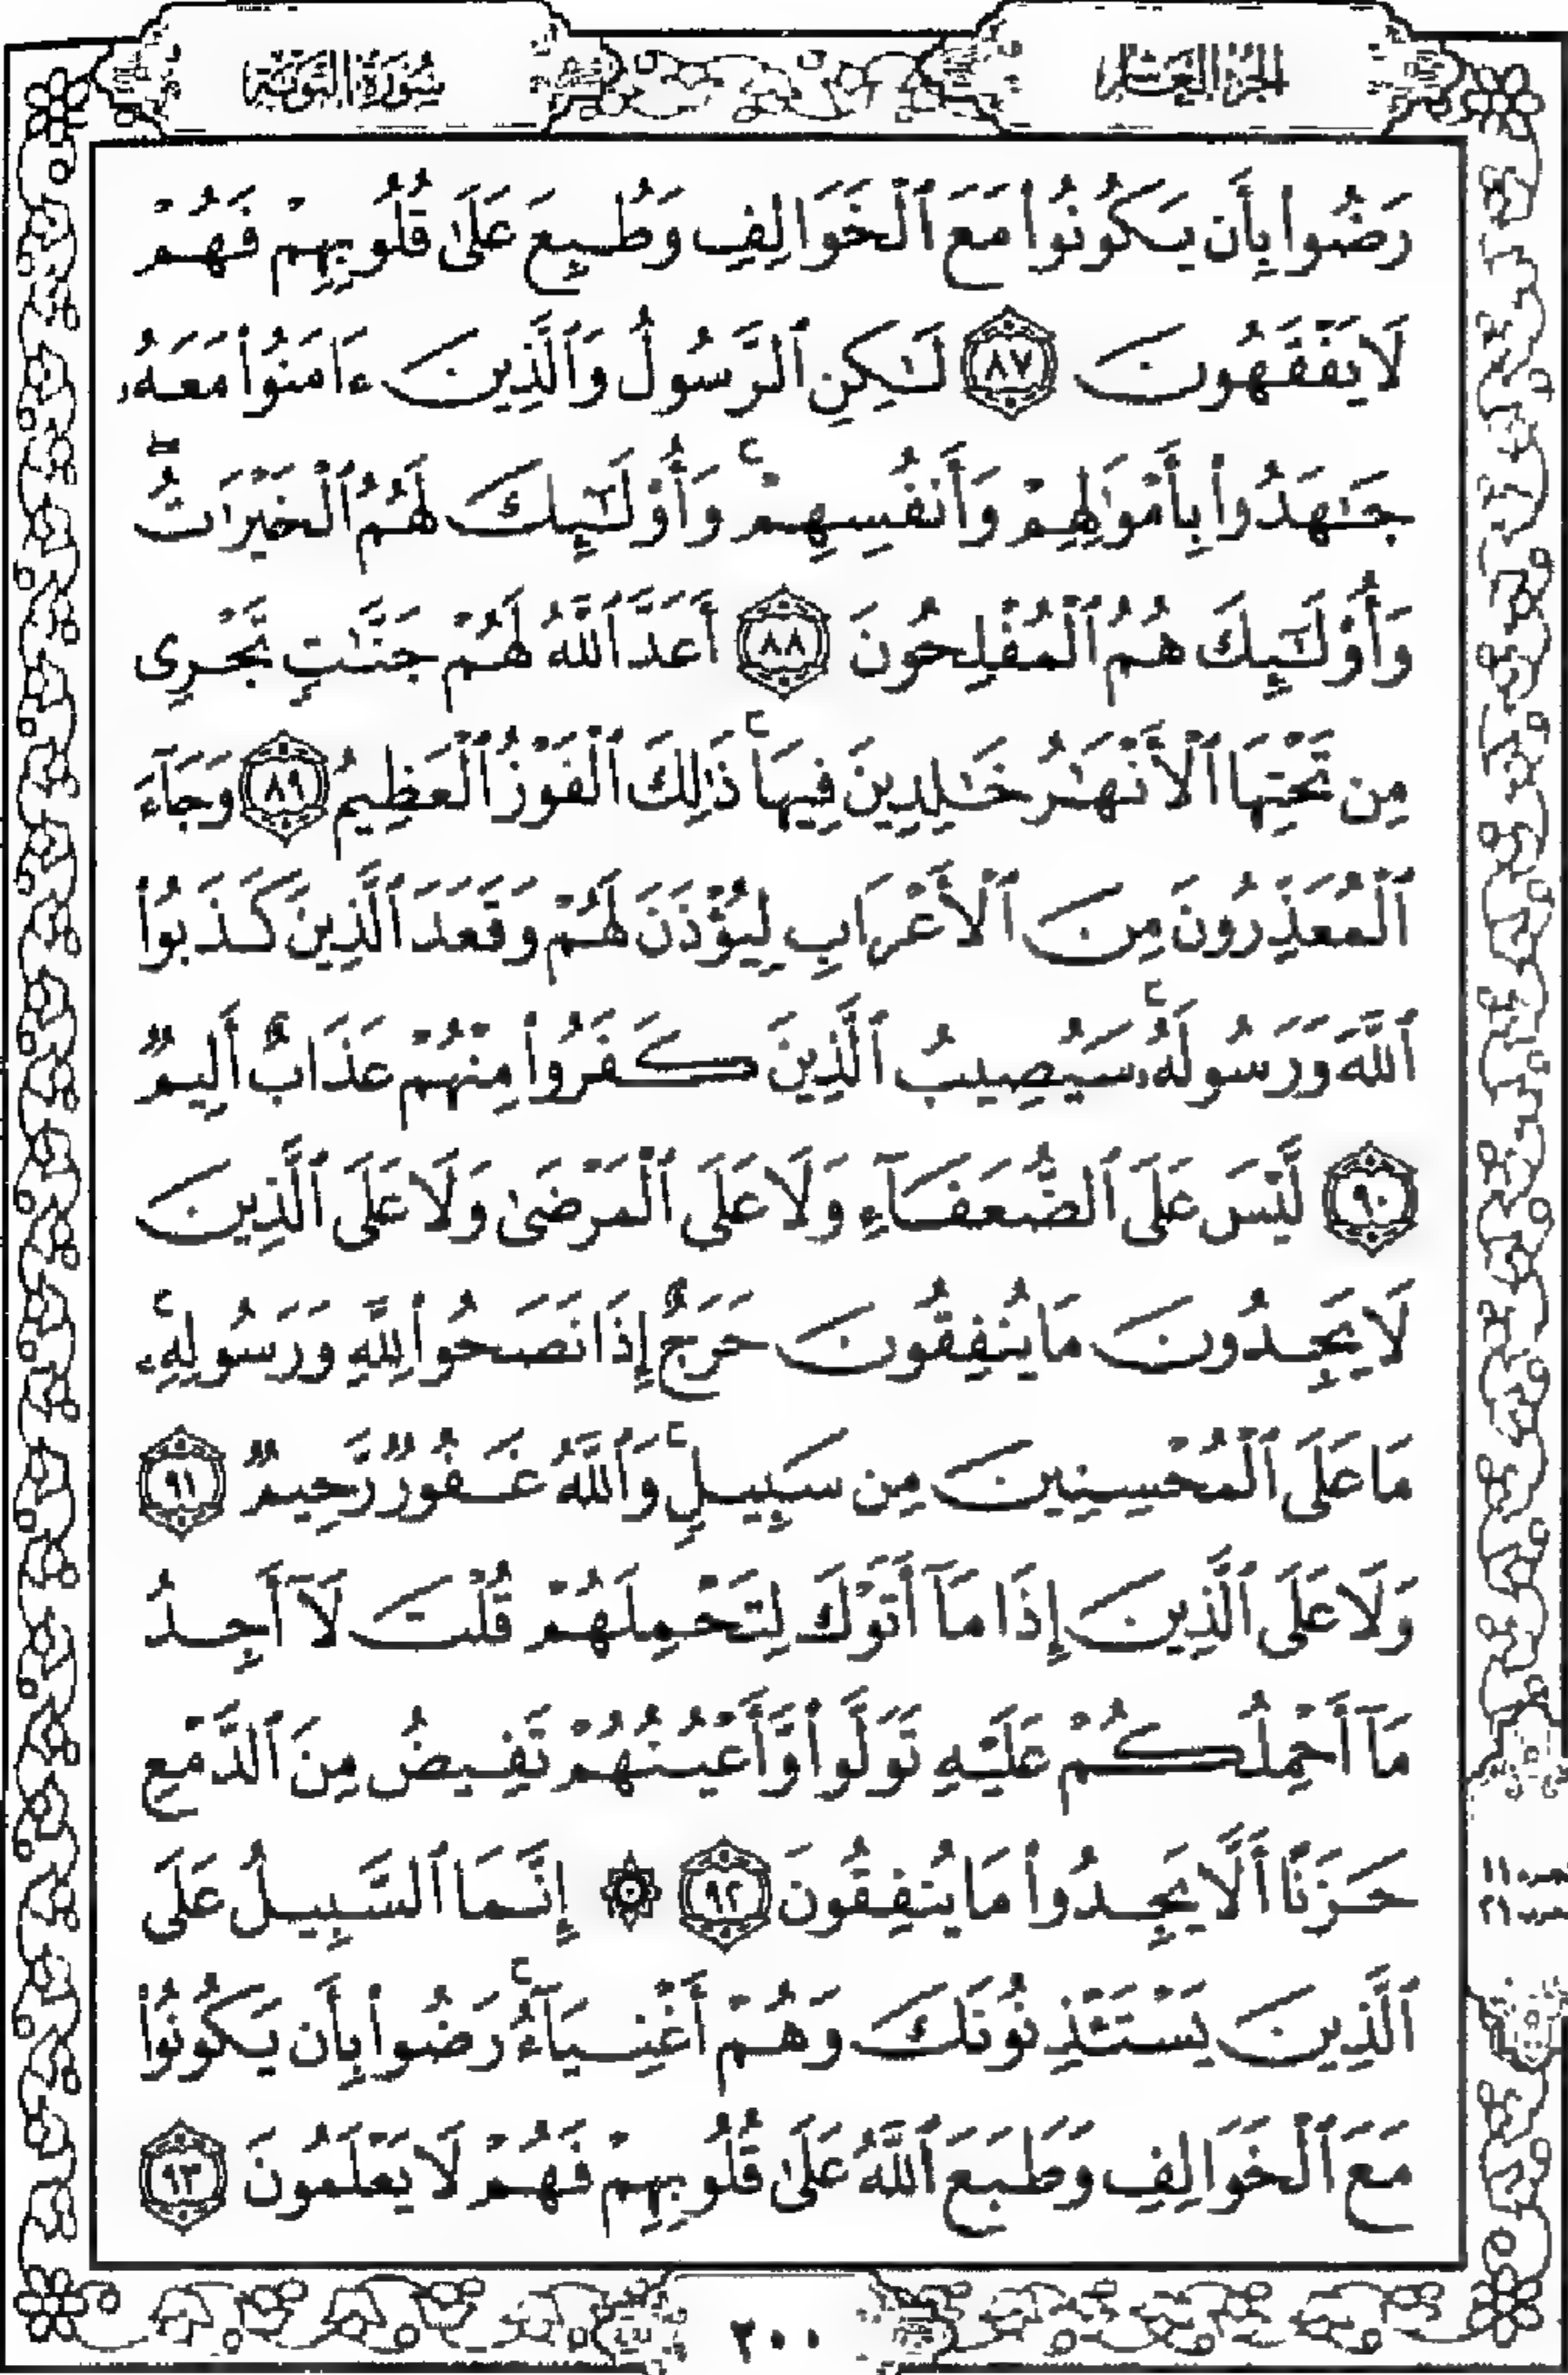 الجزء العاشر
سورة التوبة
رَضُوا۟ بِأَن يَكُونُوا۟ مَعَ ٱلْخَوَالِفِ وَطُبِعَ عَلَىٰ قُلُوبِهِمْ فَهُمْ
لَا يَفْقَهُونَ ﴿٨٧﴾ لَـٰكِنِ ٱلرَّسُولُ وَٱلَّذِينَ ءَامَنُوا۟ مَعَهُۥ
جَـٰهَدُوا۟ بِأَمْوَٰلِهِمْ وَأَنفُسِهِمْ ۚ وَأُو۟لَـٰٓئِكَ لَهُمُ ٱلْخَيْرَٰتُ ۖ
وَأُو۟لَـٰٓئِكَ هُمُ ٱلْمُفْلِحُونَ ﴿٨٨﴾ أَعَدَّ ٱللَّهُ لَهُمْ جَنَّـٰتٍ تَجْرِى
مِن تَحْتِهَا ٱلْأَنْهَـٰرُ خَـٰلِدِينَ فِيهَا ۚ ذَٰلِكَ ٱلْفَوْزُ ٱلْعَظِيمُ ﴿٨٩﴾ وَجَآءَ
ٱلْمُعَذِّرُونَ مِنَ ٱلْأَعْرَابِ لِيُؤْذَنَ لَهُمْ وَقَعَدَ ٱلَّذِينَ كَذَبُوا۟
ٱللَّهَ وَرَسُولَهُۥ ۚ سَيُصِيبُ ٱلَّذِينَ كَفَرُوا۟ مِنْهُمْ عَذَابٌ أَلِيمٌ
﴿٩٠﴾ لَّيْسَ عَلَى ٱلضُّعَفَآءِ وَلَا عَلَى ٱلْمَرْضَىٰ وَلَا عَلَى ٱلَّذِينَ
لَا يَجِدُونَ مَا يُنفِقُونَ حَرَجٌ إِذَا نَصَحُوا۟ لِلَّهِ وَرَسُولِهِۦ ۚ
مَا عَلَى ٱلْمُحْسِنِينَ مِن سَبِيلٍ ۚ وَٱللَّهُ غَفُورٌ رَّحِيمٌ ﴿٩١﴾
وَلَا عَلَى ٱلَّذِينَ إِذَا مَآ أَتَوْكَ لِتَحْمِلَهُمْ قُلْتَ لَآ أَجِدُ
مَآ أَحْمِلُكُمْ عَلَيْهِ تَوَلَّوا۟ وَّأَعْيُنُهُمْ تَفِيضُ مِنَ ٱلدَّمْعِ
حَزَنًا أَلَّا يَجِدُوا۟ مَا يُنفِقُونَ ﴿٩٢﴾ ۞ إِنَّمَا ٱلسَّبِيلُ عَلَى
ٱلَّذِينَ يَسْتَـْٔذِنُونَكَ وَهُمْ أَغْنِيَآءُ ۚ رَضُوا۟ بِأَن يَكُونُوا۟
مَعَ ٱلْخَوَالِفِ وَطَبَعَ ٱللَّهُ عَلَىٰ قُلُوبِهِمْ فَهُمْ لَا يَعْلَمُونَ ﴿٩٣﴾
٢٠٠